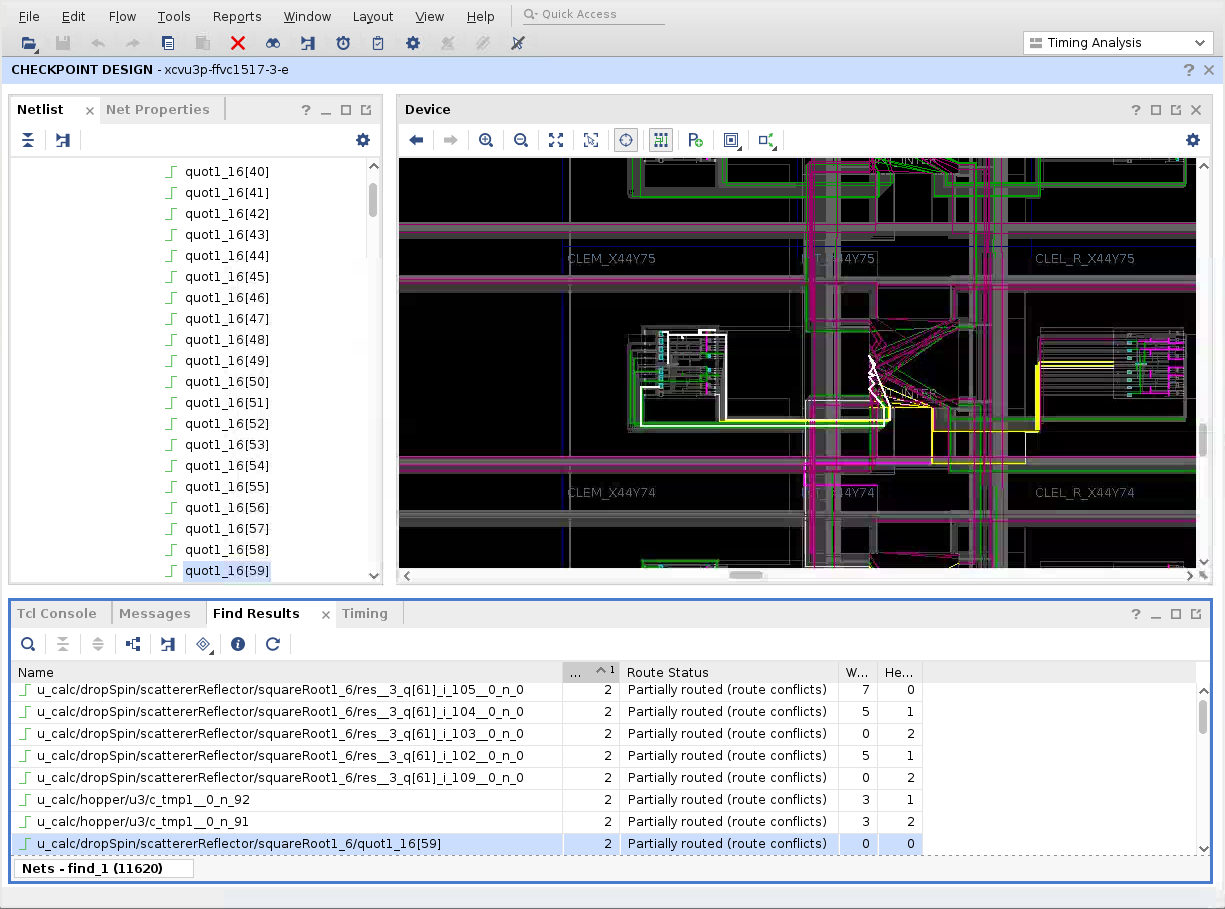 File Edit Flow Tools Reports Window Layout View Help Quick Access
Timing Analysis
CHECKPOINT DESIGN - xcvu3p-ffvc1517-3-e
Netlist Net Properties
quot1_16[40]
quot1_16[41]
quot1_16[42]
quot1_16[43]
quot1_16[44]
quot1_16[45]
quot1_16[46]
quot1_16[47]
quot1_16[48]
quot1_16[49]
quot1_16[50]
quot1_16[51]
quot1_16[52]
quot1_16[53]
quot1_16[54]
quot1_16[55]
quot1_16[56]
quot1_16[57]
quot1_16[58]
quot1_16[59]
Device
CLEM_X44Y75 CLEL_R_X44Y75
CLEM_X44Y74 CLEL_R_X44Y74
Tcl Console Messages Find Results Timing
Name ... 1 Route Status W... He...
u_calc/dropSpin/scattererReflector/squareRoot1_6/res__3_q[61]_i_105__0_n_0 2 Partially routed (route conflicts) 7 0
u_calc/dropSpin/scattererReflector/squareRoot1_6/res__3_q[61]_i_104__0_n_0 2 Partially routed (route conflicts) 5 1
u_calc/dropSpin/scattererReflector/squareRoot1_6/res__3_q[61]_i_103__0_n_0 2 Partially routed (route conflicts) 0 2
u_calc/dropSpin/scattererReflector/squareRoot1_6/res__3_q[61]_i_102__0_n_0 2 Partially routed (route conflicts) 5 1
u_calc/dropSpin/scattererReflector/squareRoot1_6/res__3_q[61]_i_109__0_n_0 2 Partially routed (route conflicts) 0 2
u_calc/hopper/u3/c_tmp1__0_n_92 2 Partially routed (route conflicts) 3 1
u_calc/hopper/u3/c_tmp1__0_n_91 2 Partially routed (route conflicts) 3 2
u_calc/dropSpin/scattererReflector/squareRoot1_6/quot1_16[59] 2 Partially routed (route conflicts) 0 0
Nets - find_1 (11620)